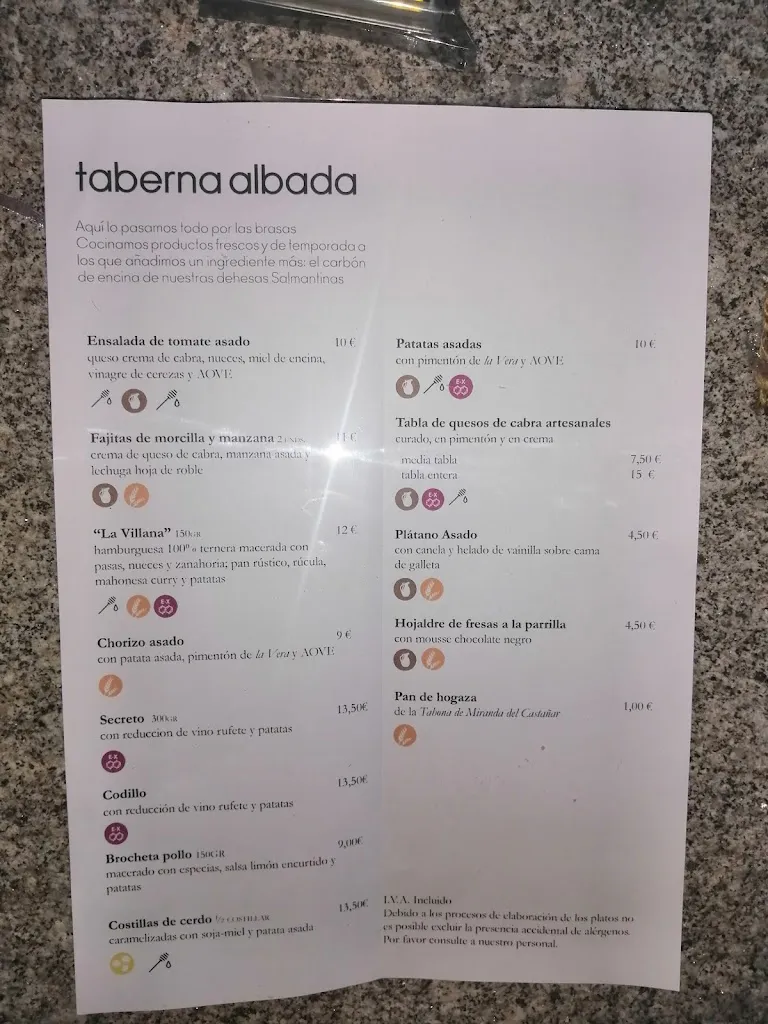 taberna albada
Aquí lo pasamos todo por las brasas
Cocinamos productos frescos y de temporada a
los que añadimos un ingrediente más: el carbón
de encina de nuestras dehesas Salmantinas
Ensalada de tomate asado 10 €
queso crema de cabra, nueces, miel de encina,
vinagre de cerezas y AOVE
Fajitas de morcilla y manzana 2 UNDS. 11 €
crema de queso de cabra, manzana asada y
lechuga hoja de roble
"La Villana" 150GR 12 €
hamburguesa 100% ternera macerada con
pasas, nueces y zanahoria; pan rústico, rúcula,
mahonesa curry y patatas
E-X
Chorizo asado 9 €
con patata asada, pimentón de la Vera y AOVE
Secreto 300GR 13,50€
con reduccion de vino rufete y patatas
E-X
Codillo 13,50€
con reducción de vino rufete y patatas
E-X
Brocheta pollo 150GR 9,00€
macerado con especias, salsa limón encurtido y
patatas
Costillas de cerdo 1/2 COSTILLAR 13,50€
caramelizadas con soja-miel y patata asada
Patatas asadas 10 €
con pimentón de la Vera y AOVE
E-X
Tabla de quesos de cabra artesanales
curado, en pimentón y en crema
media tabla 7,50 €
tabla entera 15 €
E-X
Plátano Asado 4,50 €
con canela y helado de vainilla sobre cama
de galleta
Hojaldre de fresas a la parrilla 4,50 €
con mousse chocolate negro
Pan de hogaza 1,00 €
de la Tahona de Miranda del Castañar
I.V.A. Incluido
Debido a los procesos de elaboración de los platos no
es posible excluir la presencia accidental de alérgenos.
Por favor consulte a nuestro personal.